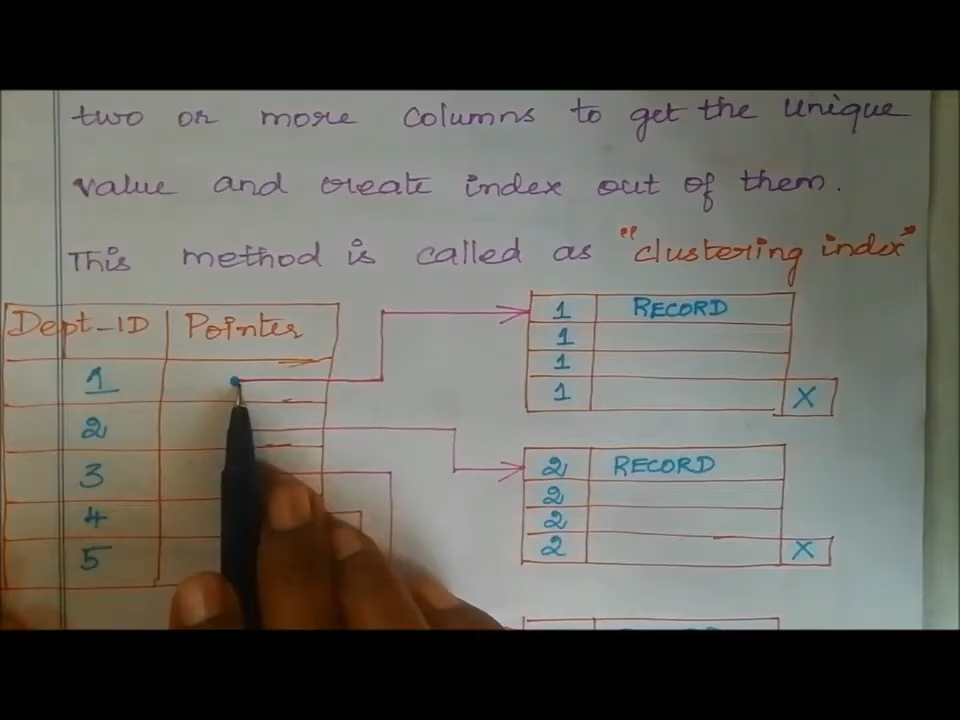 two or more columns to get the unique
value and create index out of them.
This method is called as "clustering index"
Dept-ID Pointer
1
2
3
4
5
1 RECORD
1
1
1 X
2 RECORD
2
2
2 X